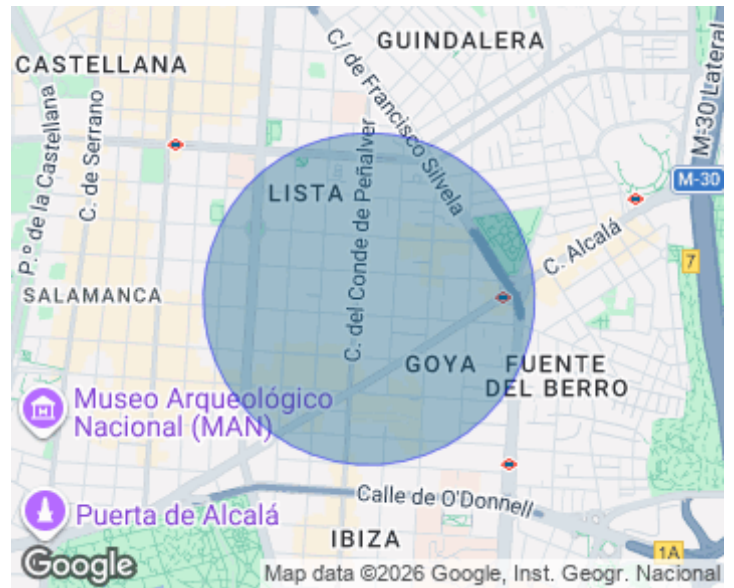 GUINDALERA
CASTELLANA
C/ de Francisco Silvela
M-30 Lateral
P.º de la Castellana
C. de Serrano
C. del Conde de Peñalver
LISTA
M-30
C. Alcalá
7
SALAMANCA
GOYA
FUENTE
DEL BERRO
Museo Arqueológico
Nacional (MAN)
Calle de O'Donnell
Puerta de Alcalá
IBIZA
1A
Google
Map data ©2026 Google, Inst. Geogr. Nacional